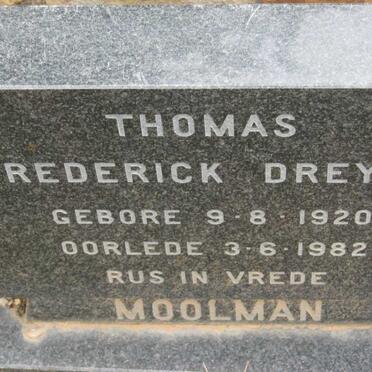 THOMAS
REDERICK DREY
GEBORE 9-8-1920
OORLEDE 3-6-1982
RUS IN VREDE
MOOLMAN